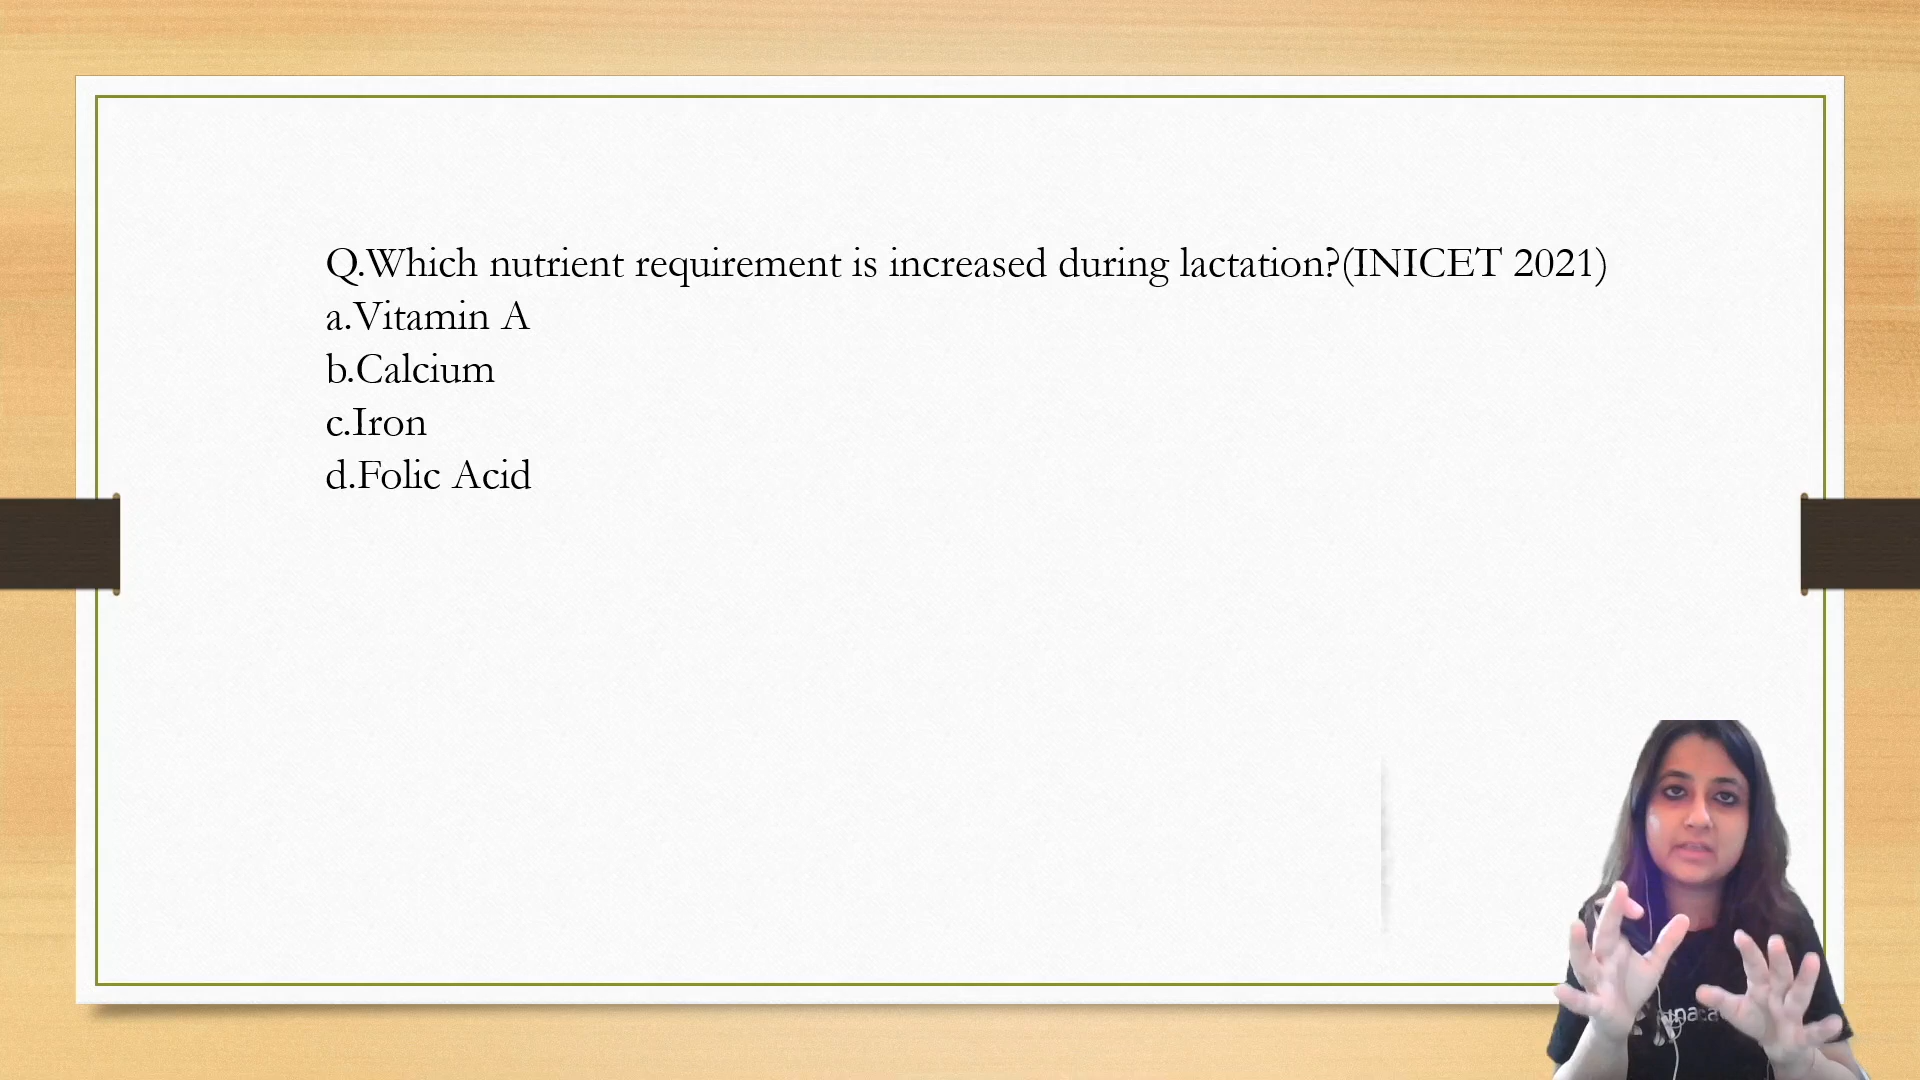 Q.Which nutrient requirement is increased during lactation?(INICET 2021)
a.Vitamin A
b.Calcium
c.Iron
d.Folic Acid